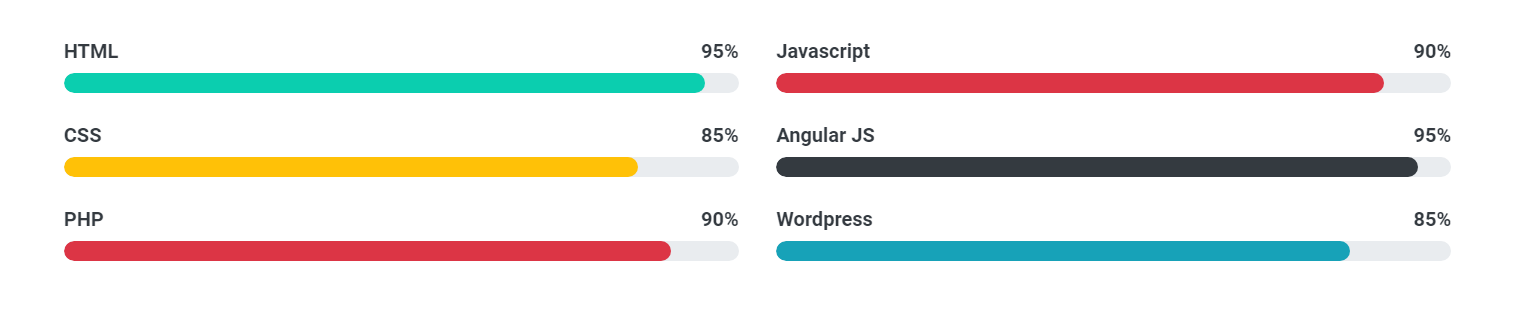 HTML 95%
CSS 85%
PHP 90%
Javascript 90%
Angular JS 95%
Wordpress 85%